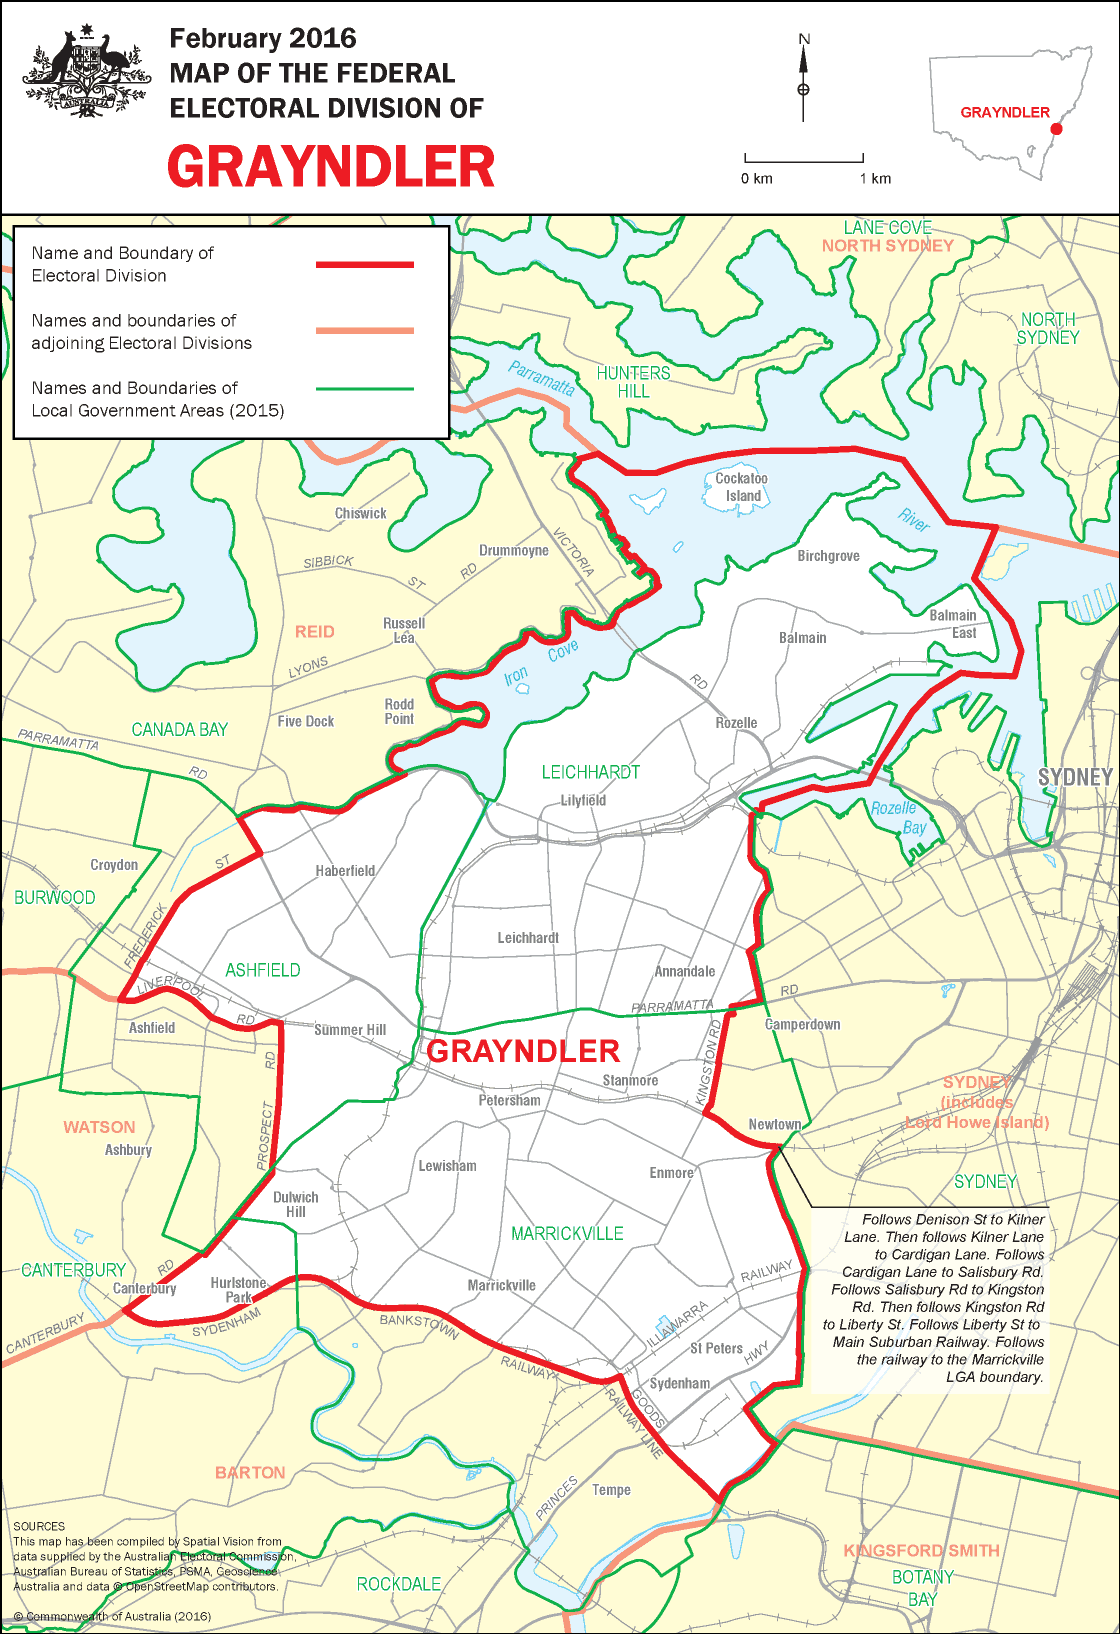 February 2016
MAP OF THE FEDERAL
ELECTORAL DIVISION OF
GRAYNDLER
AUSTRALIA
N
0 km
1 km
GRAYNDLER
Name and Boundary of
Electoral Division
Names and boundaries of
adjoining Electoral Divisions
Names and Boundaries of
Local Government Areas (2015)
LANE COVE
NORTH SYDNEY
NORTH
SYDNEY
HUNTERS
HILL
Parramatta
River
Cockatoo
Island
Chiswick
Drummoyne
VICTORIA
RD
SIBBICK
ST
RD
Birchgrove
Balmain
East
Balmain
REID
Russell
Lea
LYONS
Iron
Cove
Rodd
Point
Five Dock
CANADA BAY
PARRAMATTA
RD
Rozelle
LEICHHARDT
Lilyfield
SYDNEY
Rozelle
Bay
Croydon
BURWOOD
ST
FREDERICK
Haberfield
Leichhardt
Annandale
ASHFIELD
LIVERPOOL
RD
Ashfield
Summer Hill
PARRAMATTA
RD
Camperdown
GRAYNDLER
KINGSTON RD
Stanmore
Petersham
RD
PROSPECT
SYDNEY
(includes
Lord Howe Island)
Newtown
WATSON
Ashbury
Lewisham
Enmore
SYDNEY
Dulwich
Hill
MARRICKVILLE
Follows Denison St to Kilner
Lane. Then follows Kilner Lane
to Cardigan Lane. Follows
Cardigan Lane to Salisbury Rd.
Follows Salisbury Rd to Kingston
Rd. Then follows Kingston Rd
to Liberty St. Follows Liberty St to
Main Suburban Railway. Follows
the railway to the Marrickville
LGA boundary.
CANTERBURY
RD
Canterbury
Hurlstone
Park
Marrickville
RAILWAY
ILLAWARRA
CANTERBURY
SYDENHAM
BANKSTOWN
RAILWAY
St Peters
HWY
Sydenham
GOODS
RAILWAY LINE
PRINCES
Tempe
BARTON
KINGSFORD SMITH
BOTANY
BAY
ROCKDALE
SOURCES
This map has been compiled by Spatial Vision from
data supplied by the Australian Electoral Commission,
Australian Bureau of Statistics, PSMA, Geoscience
Australia and data © OpenStreetMap contributors.
© Commonwealth of Australia (2016)